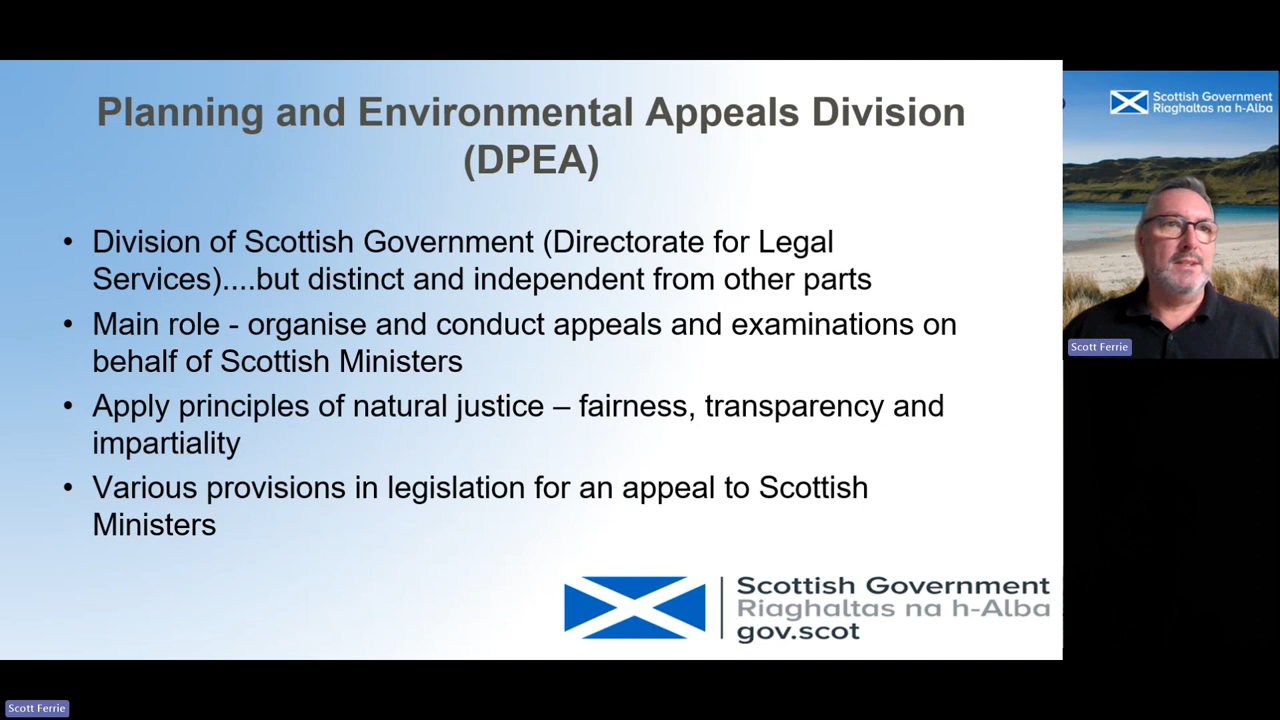 Planning and Environmental Appeals Division
(DPEA)
• Division of Scottish Government (Directorate for Legal
Services)....but distinct and independent from other parts
• Main role - organise and conduct appeals and examinations on
behalf of Scottish Ministers
• Apply principles of natural justice – fairness, transparency and
impartiality
• Various provisions in legislation for an appeal to Scottish
Ministers
Scottish Government
Riaghaltas na h-Alba
gov.scot
Scottish Government
Riaghaltas na h-Alba
Scott Ferrie
Scott Ferrie